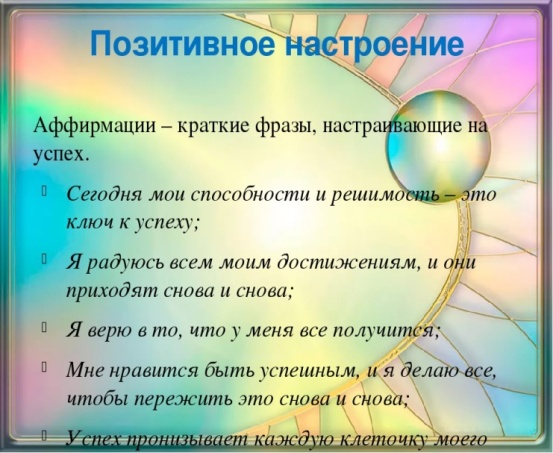 Позитивное настроение
Аффирмации – краткие фразы, настраивающие на
успех.
Сегодня мои способности и решимость – это
ключ к успеху;
Я радуюсь всем моим достижениям, и они
приходят снова и снова;
Я верю в то, что у меня все получится;
Мне нравится быть успешным, и я делаю все,
чтобы пережить это снова и снова;
Успех пронизывает каждую клеточку моего